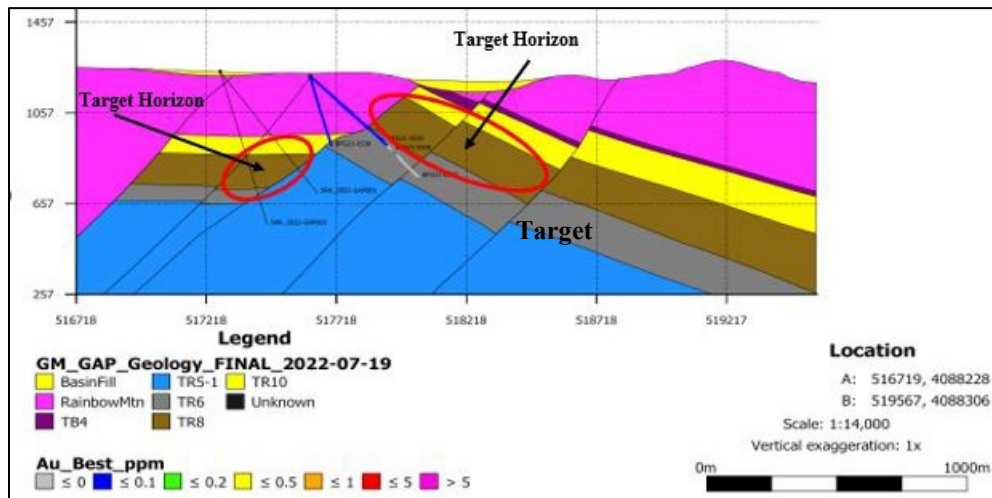 1457
Target Horizon
Target Horizon
1057
657
Target
257
516718 517218 517718 518218 518718 519217
Legend
GM_GAP_Geology_FINAL_2022-07-19
BasinFill TR5-1 TR10
RainbowMtn TR6 Unknown
TB4 TR8
Location
A: 516719, 4088228
B: 519567, 4088306
Scale: 1:14,000
Vertical exaggeration: 1x
Au_Best_ppm
≤ 0 ≤ 0.1 ≤ 0.2 ≤ 0.5 ≤ 1 ≤ 5 > 5
0m 1000m